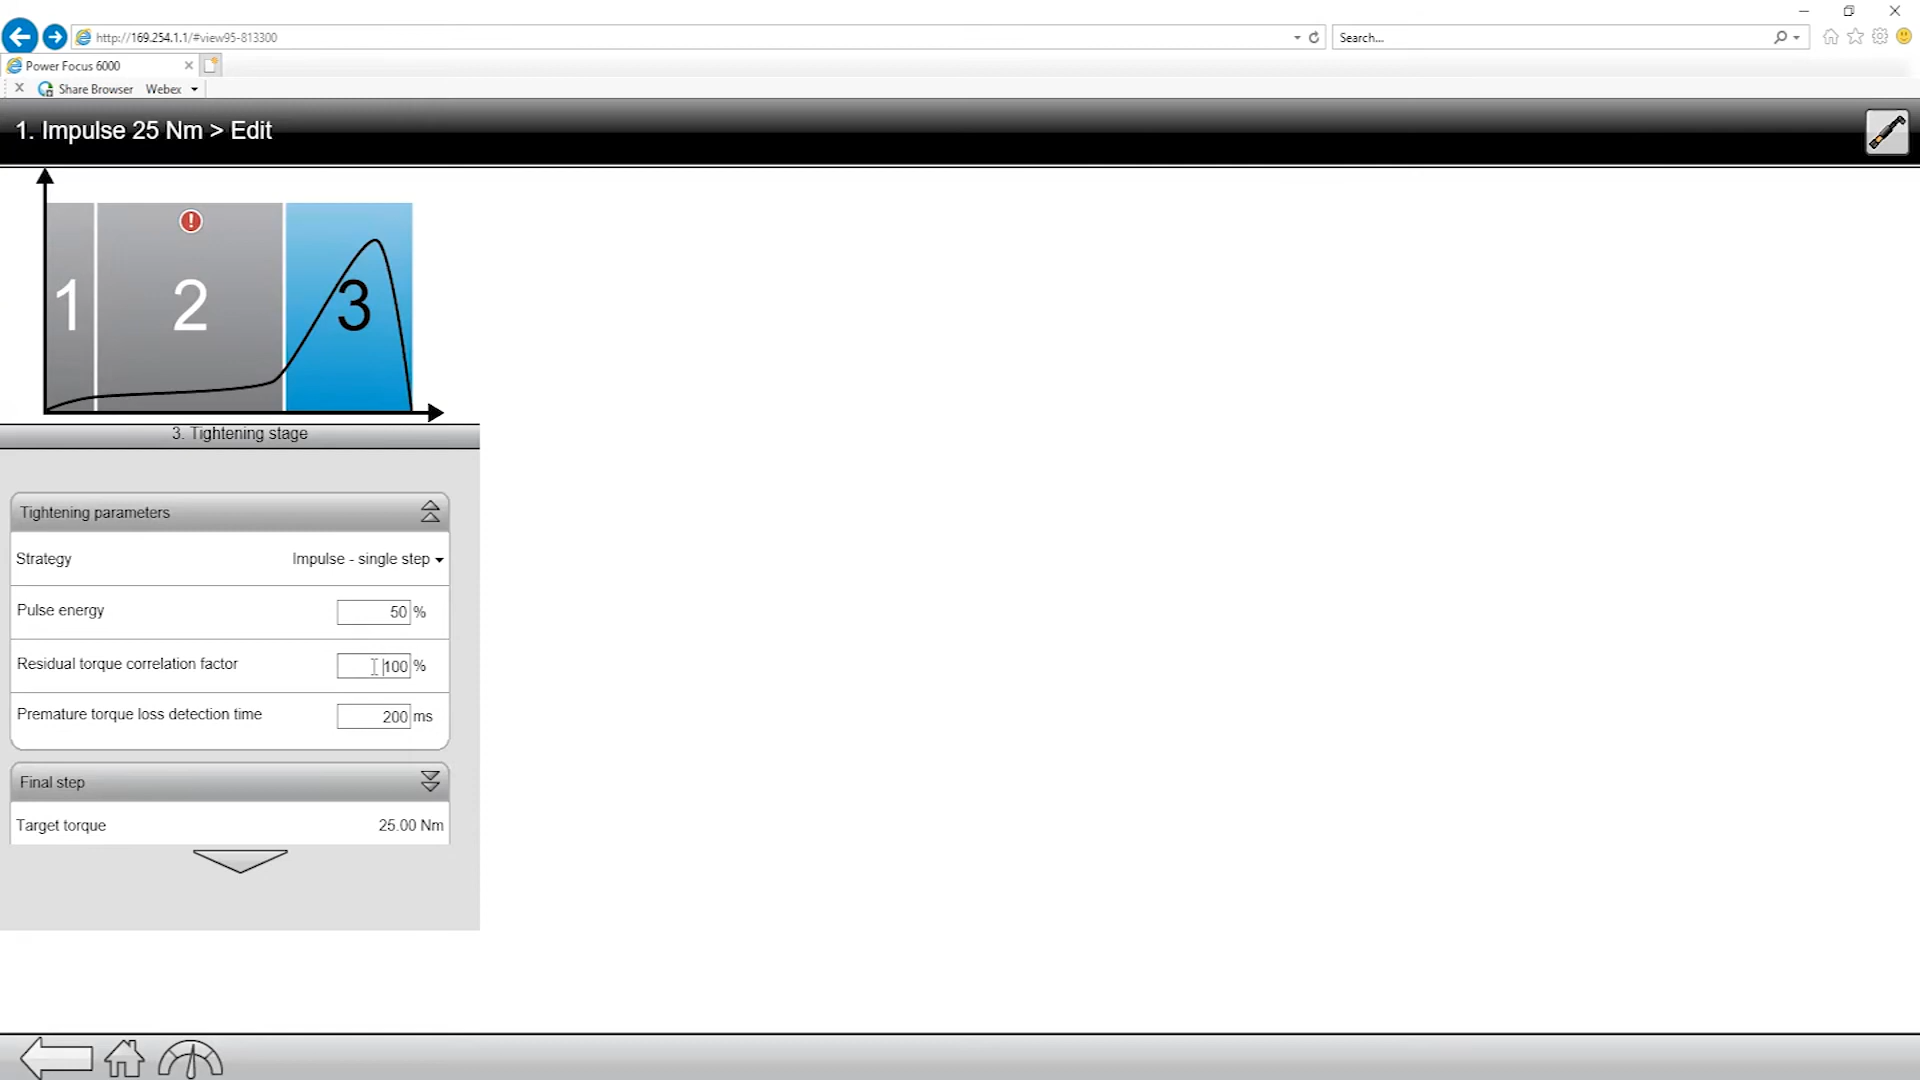 http://169.254.1.1/#view95-813300
Search...
Power Focus 6000
Share Browser Webex
1. Impulse 25 Nm > Edit
!
1 2 3
3. Tightening stage
Tightening parameters
Strategy Impulse - single step
Pulse energy 50 %
Residual torque correlation factor 100 %
Premature torque loss detection time 200 ms
Final step
Target torque 25.00 Nm